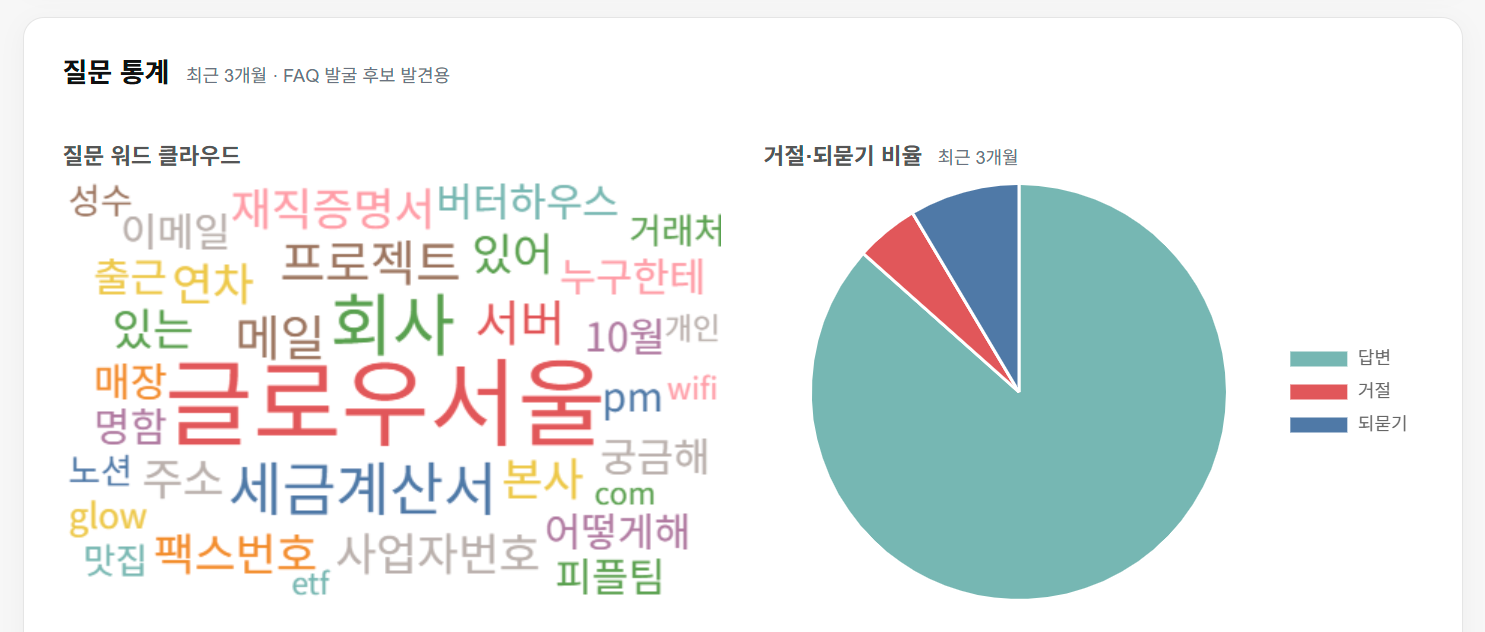 질문 통계 최근 3개월 · FAQ 발굴 후보 발견용
질문 워드 클라우드
성수
재직증명서
버터하우스
이메일
거래처
프로젝트
있어
출근
연차
누구한테
있는
메일
회사
서버
10월
개인
매장
글로우서울
pm
wifi
명함
노션
주소
세금계산서
본사
궁금해
com
glow
어떻게해
맛집
팩스번호
사업자번호
etf
피플팀
거절·되묻기 비율 최근 3개월
답변
거절
되묻기